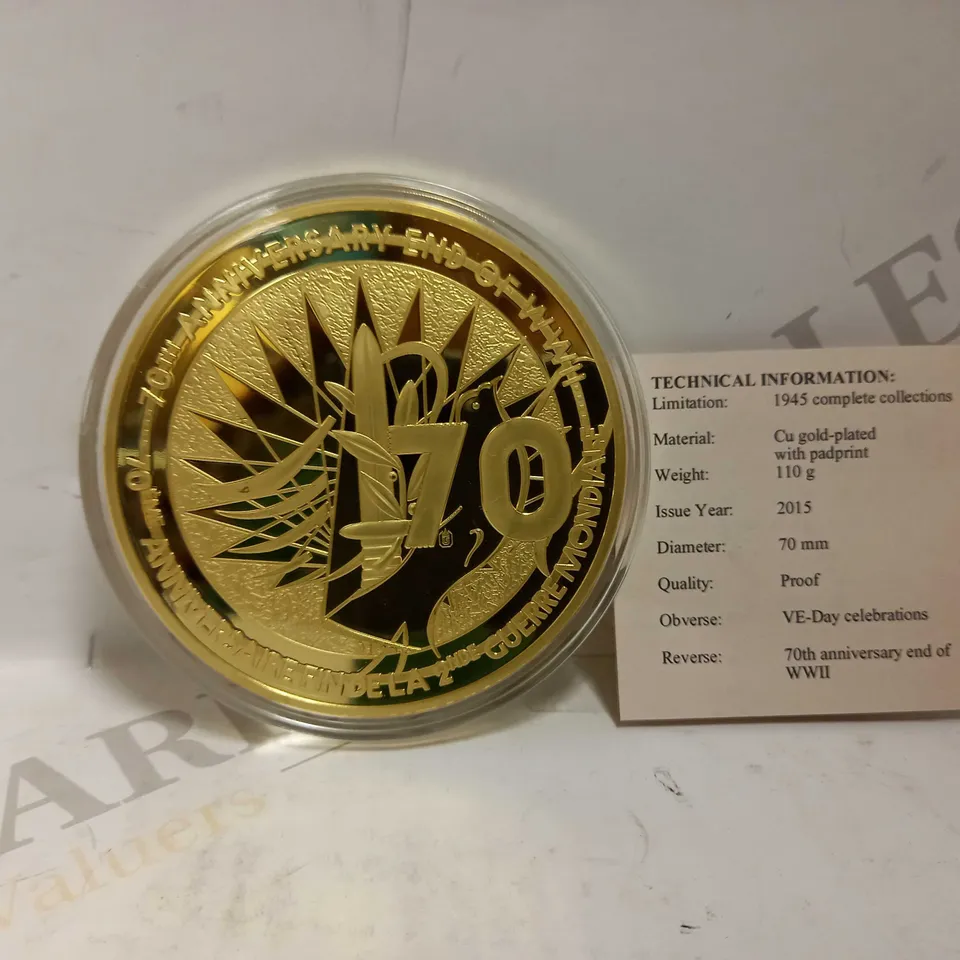 70TH ANNIVERSARY END OF WWII
70
70ÈME ANNIVERSAIRE FIN DE LA 2NDE GUERRE MONDIALE
TECHNICAL INFORMATION:
Limitation: 1945 complete collections
Material: Cu gold-plated
with padprint
Weight: 110 g
Issue Year: 2015
Diameter: 70 mm
Quality: Proof
Obverse: VE-Day celebrations
Reverse: 70th anniversary end of
WWII
Valuers